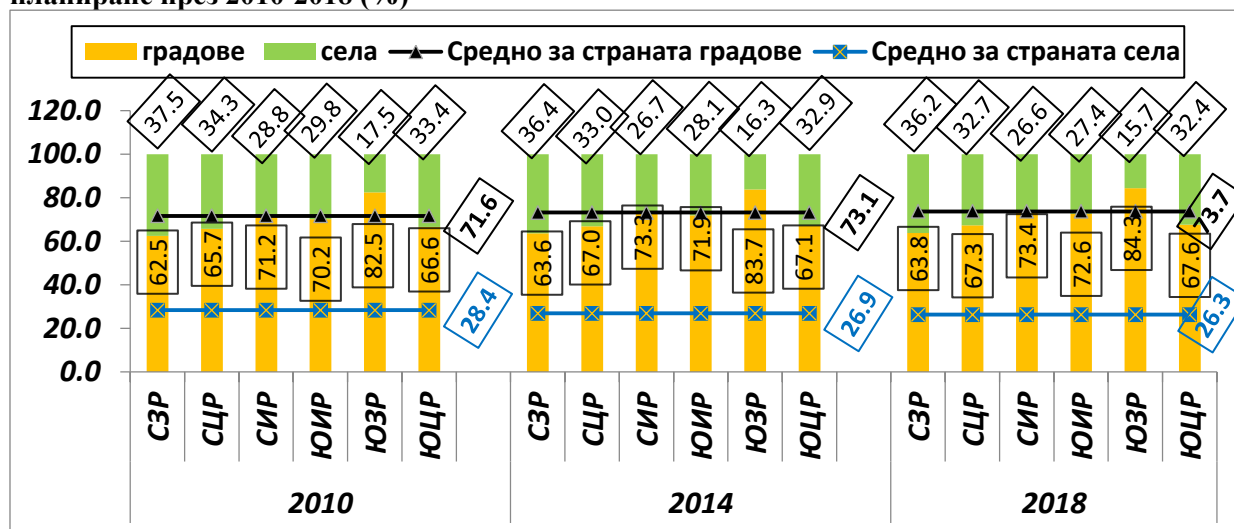 планиране през 2010-2018 (%)
градове села Средно за страната градове Средно за страната села
37.5 34.3 28.8 29.8 17.5 33.4 36.4 33.0 26.7 28.1 16.3 32.9 36.2 32.7 26.6 27.4 15.7 32.4
120.0
100.0
80.0
60.0
40.0
20.0
0.0
71.6 73.1 73.7
62.5 65.7 71.2 70.2 82.5 66.6 63.6 67.0 73.3 71.9 83.7 67.1 63.8 67.3 73.4 72.6 84.3 67.6
28.4 26.9 26.3
СЗР СЦР СИР ЮИР ЮЗР ЮЦР СЗР СЦР СИР ЮИР ЮЗР ЮЦР СЗР СЦР СИР ЮИР ЮЗР ЮЦР
2010 2014 2018